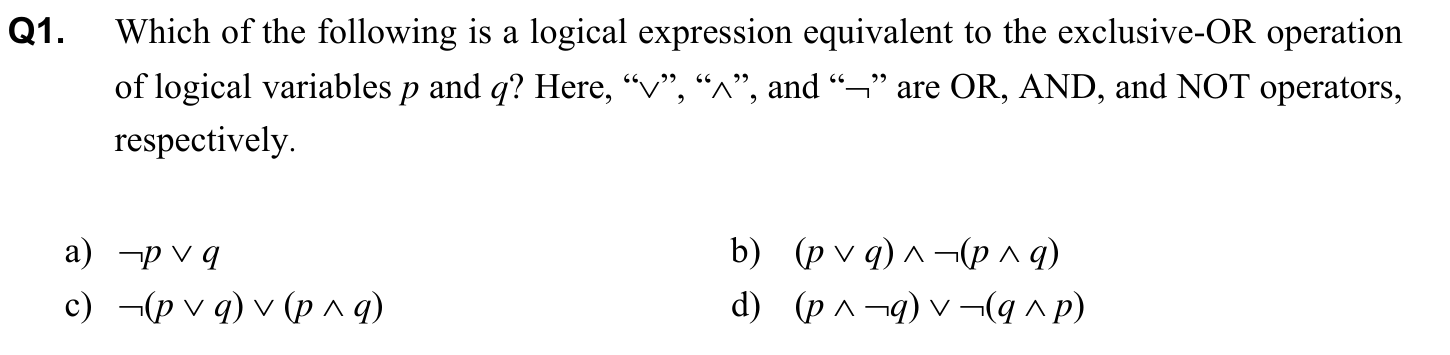 Q1. Which of the following is a logical expression equivalent to the exclusive-OR operation
of logical variables p and q? Here, “∨”, “∧”, and “¬” are OR, AND, and NOT operators,
respectively.
a) ¬p ∨ q b) (p ∨ q) ∧ ¬(p ∧ q)
c) ¬(p ∨ q) ∨ (p ∧ q) d) (p ∧ ¬q) ∨ ¬(q ∧ p)